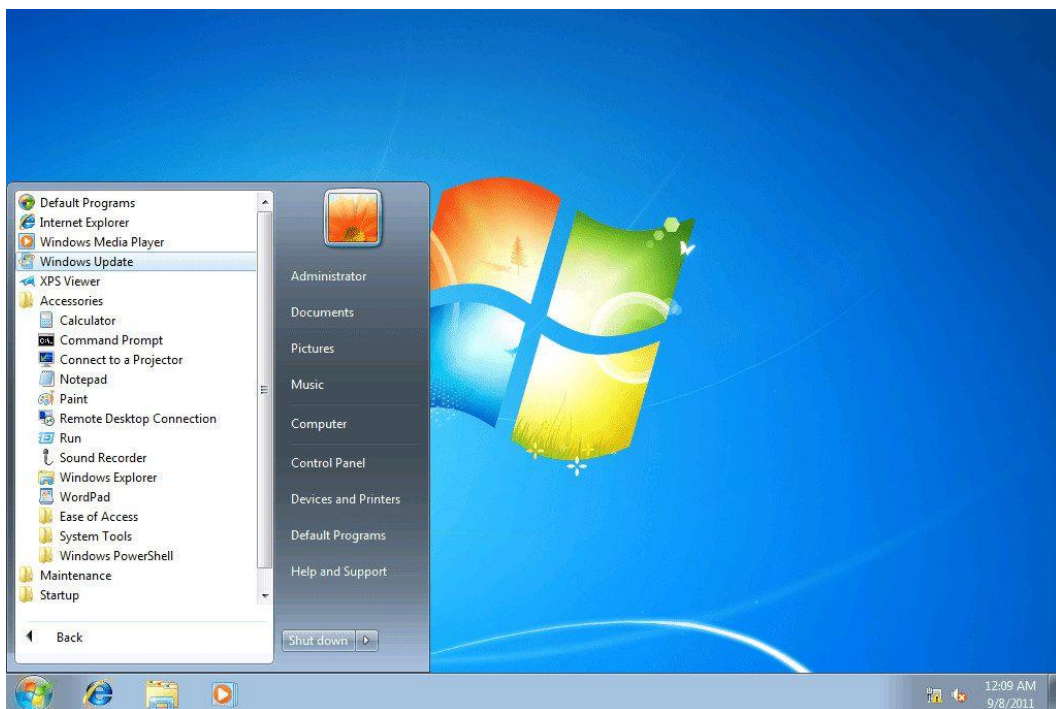 Default Programs
Internet Explorer
Windows Media Player
Windows Update
XPS Viewer
Accessories
Calculator
Command Prompt
Connect to a Projector
Notepad
Paint
Remote Desktop Connection
Run
Sound Recorder
Windows Explorer
WordPad
Ease of Access
System Tools
Windows PowerShell
Maintenance
Startup
Back
Administrator
Documents
Pictures
Music
Computer
Control Panel
Devices and Printers
Default Programs
Help and Support
Shut down
12:09 AM
9/8/2011